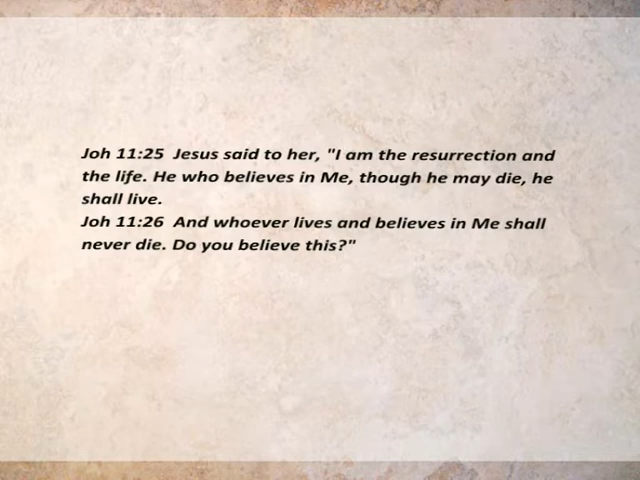 Joh 11:25  Jesus said to her, "I am the resurrection and
the life. He who believes in Me, though he may die, he
shall live.
Joh 11:26  And whoever lives and believes in Me shall
never die. Do you believe this?"